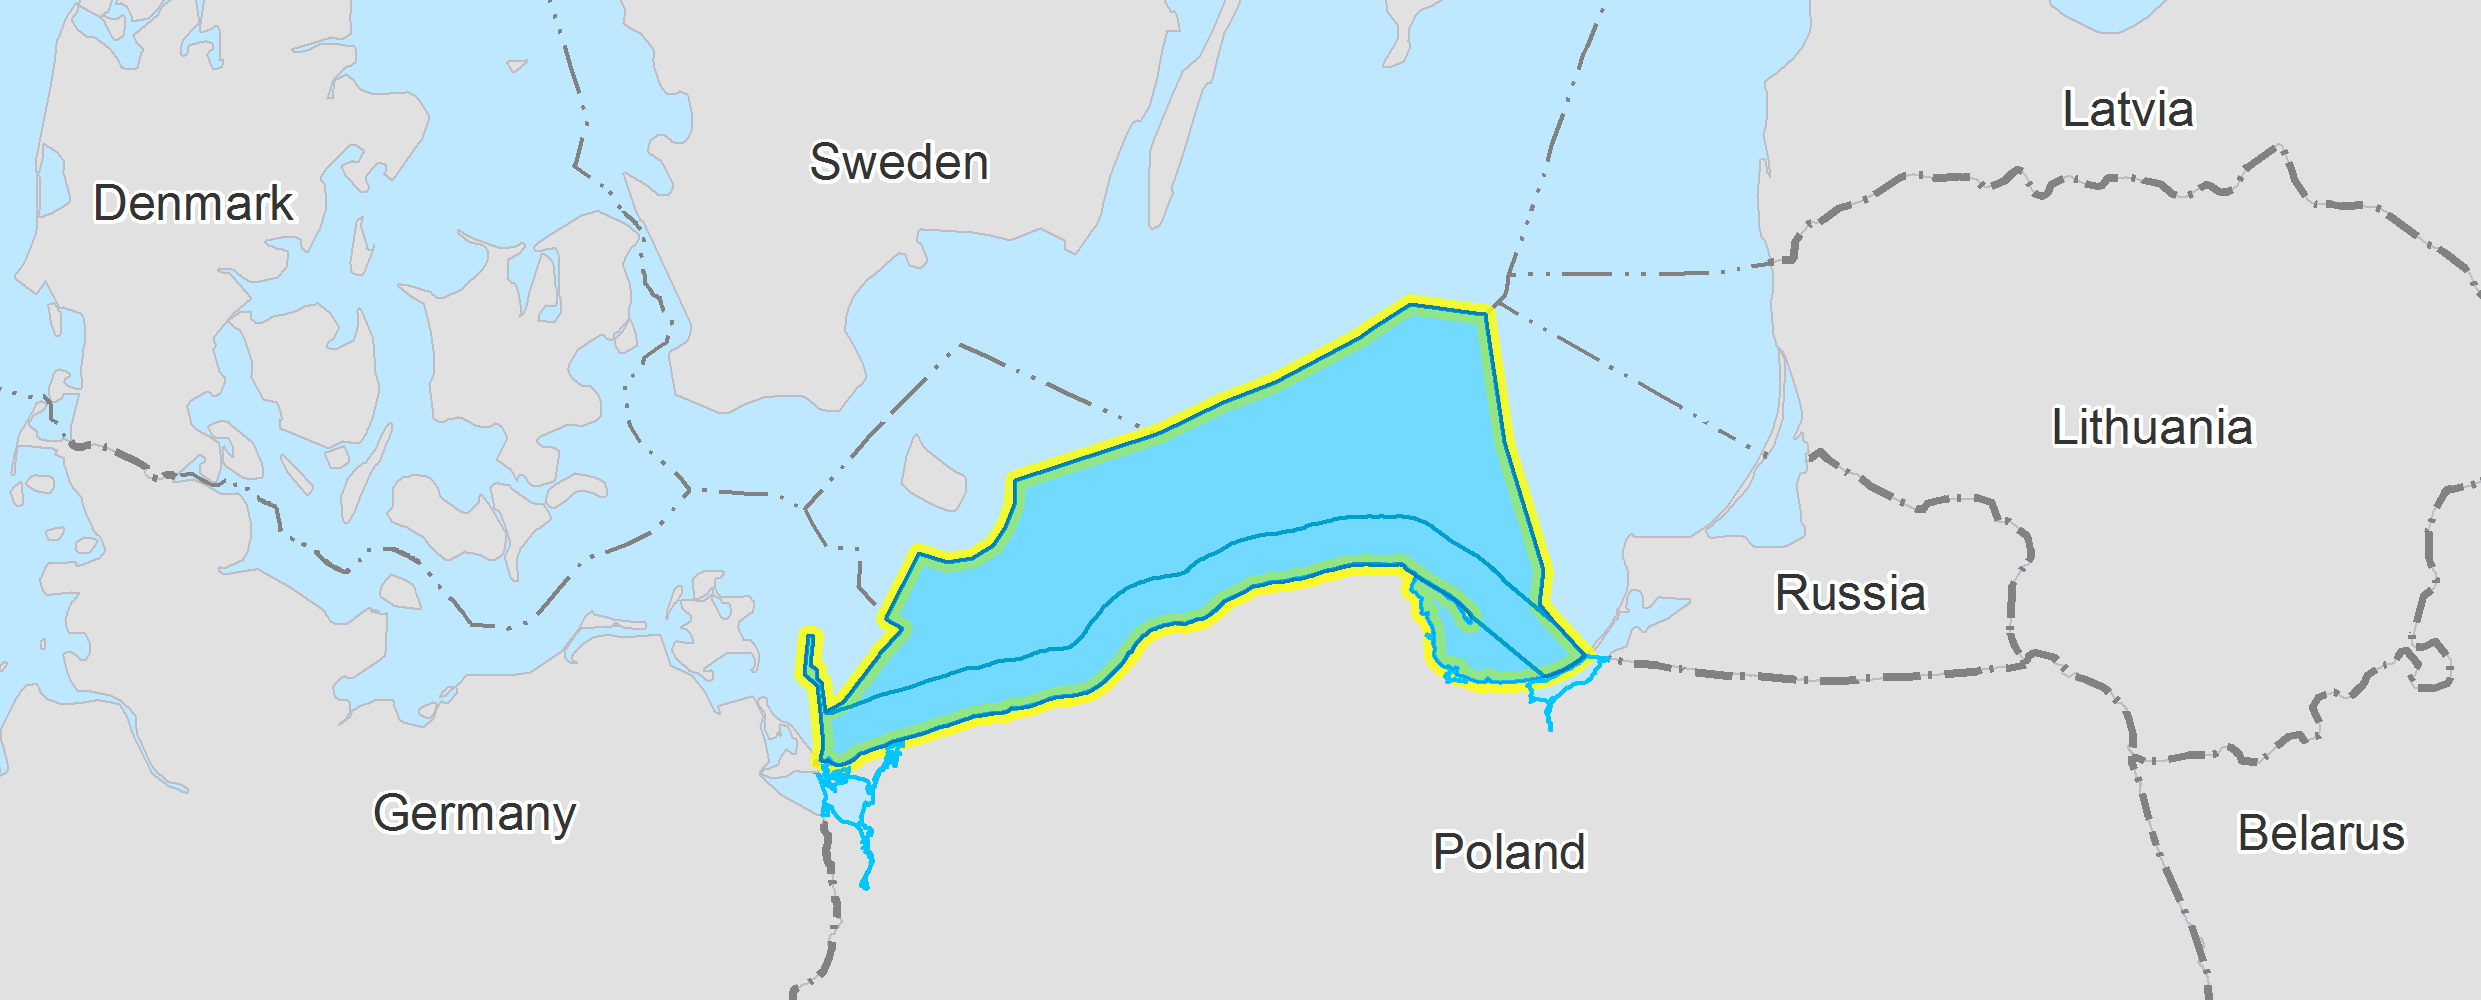 Latvia
Sweden
Denmark
Lithuania
Russia
Germany
Belarus
Poland